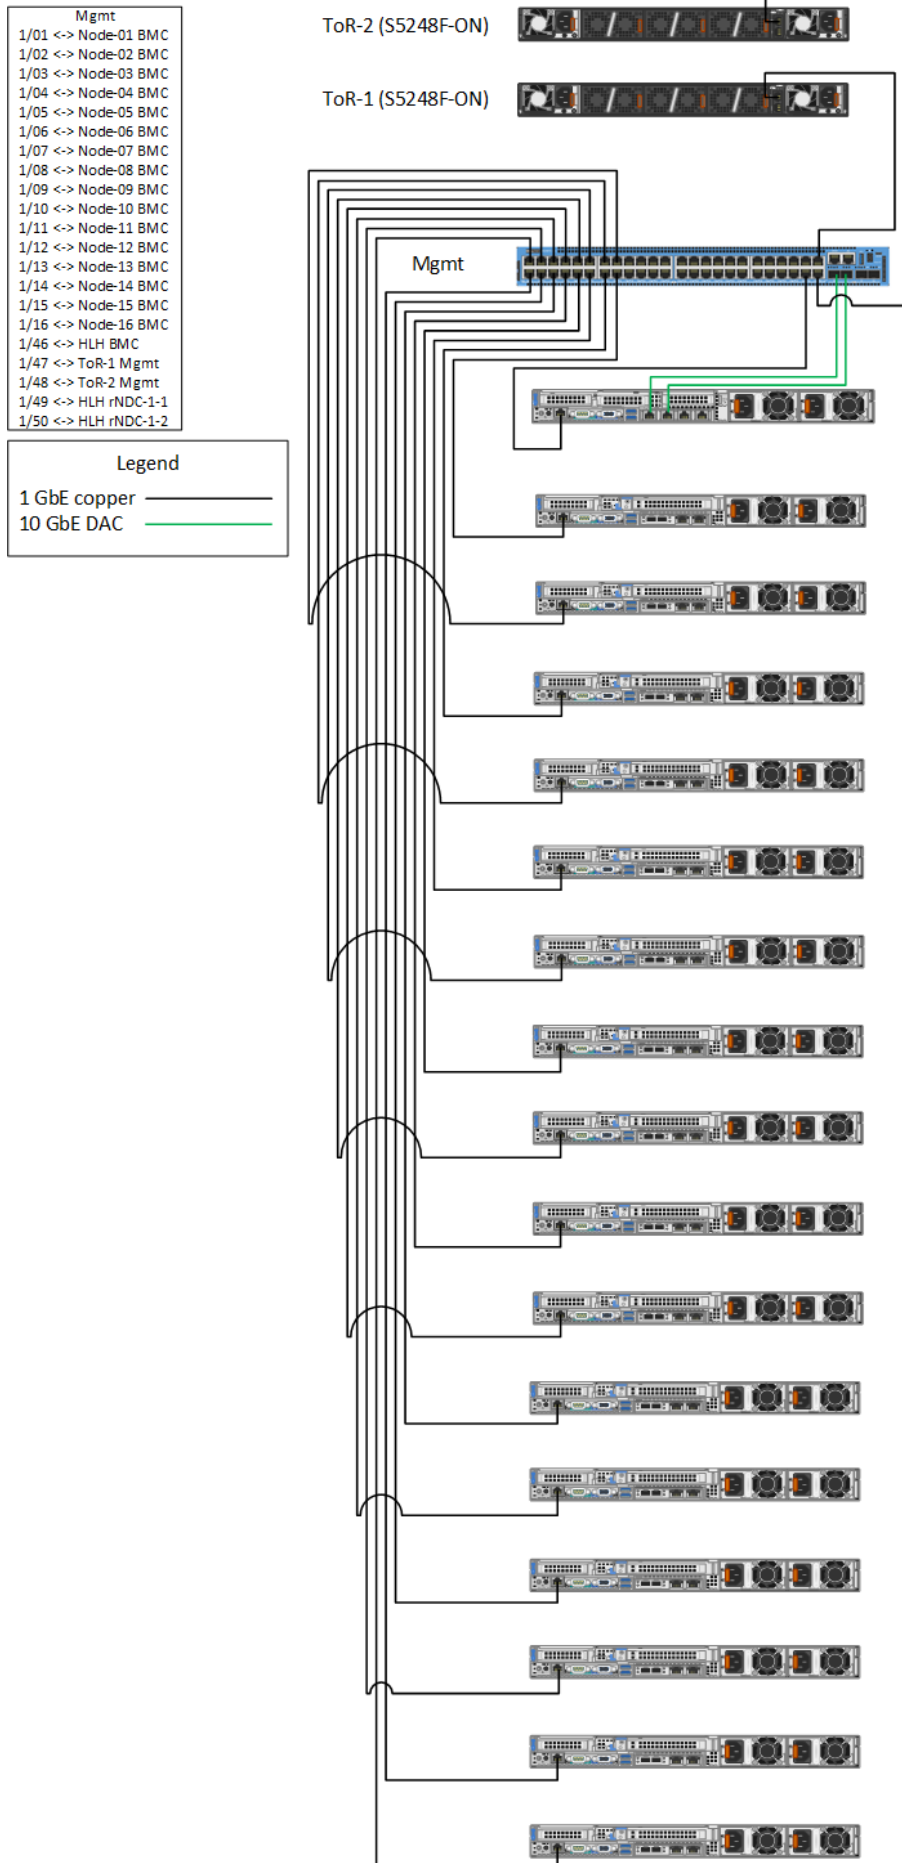 Mgmt
1/01 <-> Node-01 BMC
1/02 <-> Node-02 BMC
1/03 <-> Node-03 BMC
1/04 <-> Node-04 BMC
1/05 <-> Node-05 BMC
1/06 <-> Node-06 BMC
1/07 <-> Node-07 BMC
1/08 <-> Node-08 BMC
1/09 <-> Node-09 BMC
1/10 <-> Node-10 BMC
1/11 <-> Node-11 BMC
1/12 <-> Node-12 BMC
1/13 <-> Node-13 BMC
1/14 <-> Node-14 BMC
1/15 <-> Node-15 BMC
1/16 <-> Node-16 BMC
1/46 <-> HLH BMC
1/47 <-> ToR-1 Mgmt
1/48 <-> ToR-2 Mgmt
1/49 <-> HLH rNDC-1-1
1/50 <-> HLH rNDC-1-2
Legend
1 GbE copper
10 GbE DAC
ToR-2 (S5248F-ON)
ToR-1 (S5248F-ON)
Mgmt